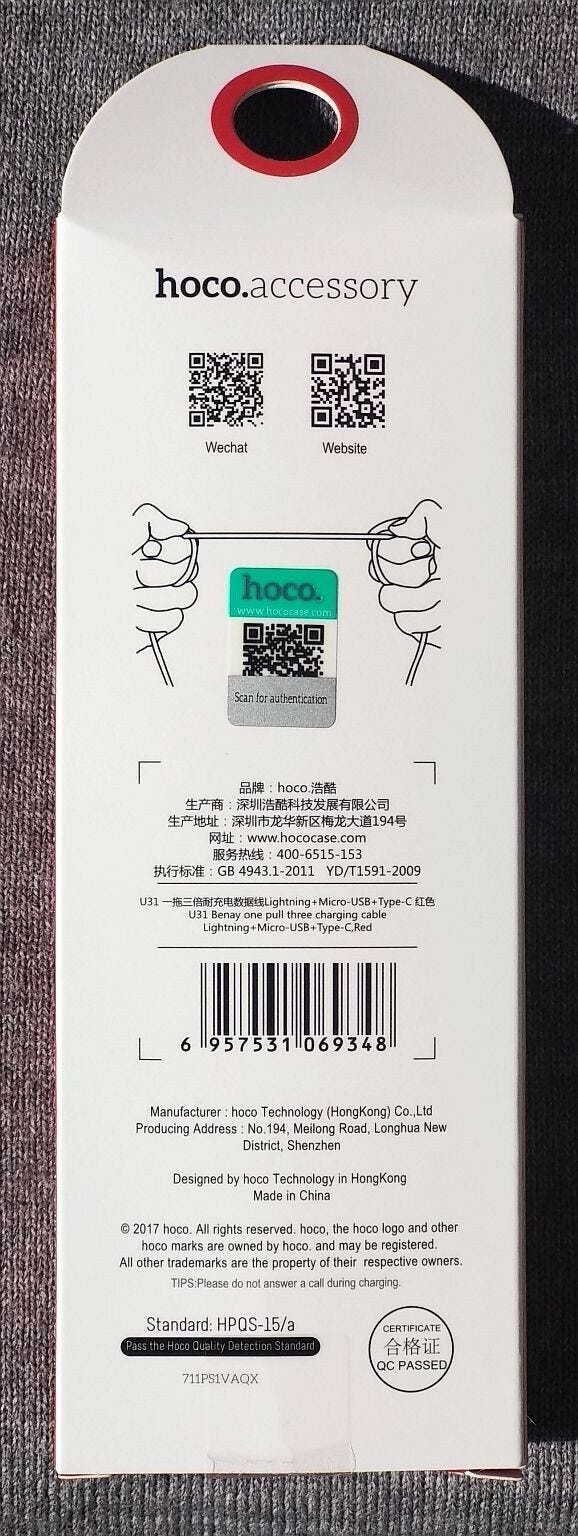 hoco.accessory
Wechat
Website
hoco.
www.hococase.com
Scan for authentication
品牌：hoco.浩酷
生产商：深圳浩酷科技发展有限公司
生产地址：深圳市龙华新区梅龙大道194号
网址：www.hococase.com
服务热线：400-6515-153
执行标准：GB 4943.1-2011 YD/T1591-2009
U31 一拖三倍耐充电数据线Lightning+Micro-USB+Type-C 红色
U31 Benay one pull three charging cable
Lightning+Micro-USB+Type-C,Red
6 957531 069348
Manufacturer : hoco Technology (HongKong) Co.,Ltd
Producing Address : No.194, Meilong Road, Longhua New
District, Shenzhen
Designed by hoco Technology in HongKong
Made in China
© 2017 hoco. All rights reserved. hoco, the hoco logo and other
hoco marks are owned by hoco. and may be registered.
All other trademarks are the property of their respective owners.
TIPS:Please do not answer a call during charging.
Standard: HPQS-15/a
Pass the Hoco Quality Detection Standard
711PS1VAQX
CERTIFICATE
合格证
QC PASSED